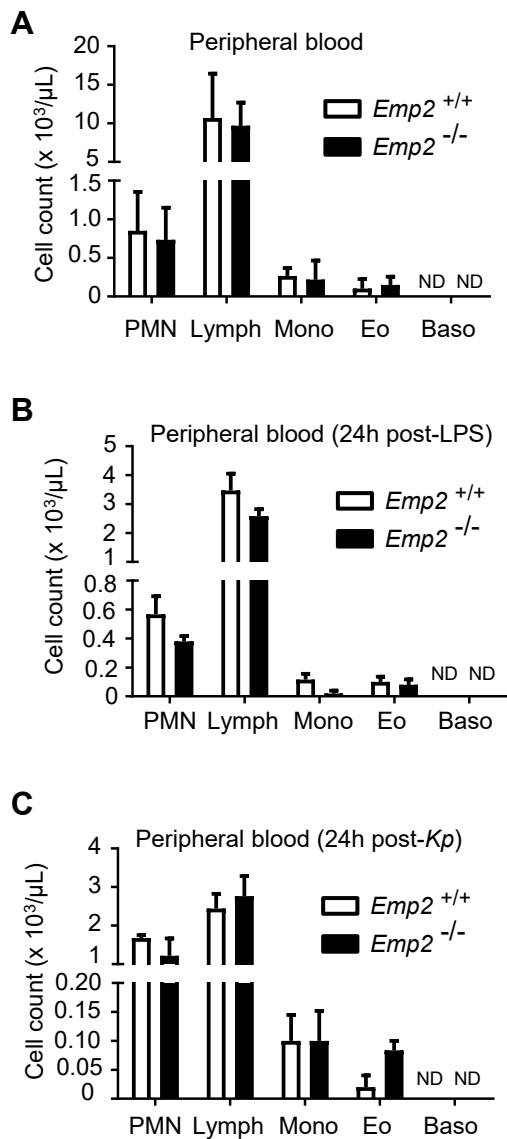 A
Peripheral blood
Cell count (x 10³/µL)
20
15
10
5
1.5
1.0
0.5
0
Emp2 +/+
Emp2 -/-
ND ND
PMN Lymph Mono Eo Baso
B
Peripheral blood (24h post-LPS)
Cell count (x 10³/µL)
5
4
3
2
1
0.8
0.6
0.4
0.2
0
Emp2 +/+
Emp2 -/-
ND ND
PMN Lymph Mono Eo Baso
C
Peripheral blood (24h post-Kp)
Cell count (x 10³/µL)
4
3
2
1
0.20
0.15
0.10
0.05
0
Emp2 +/+
Emp2 -/-
ND ND
PMN Lymph Mono Eo Baso